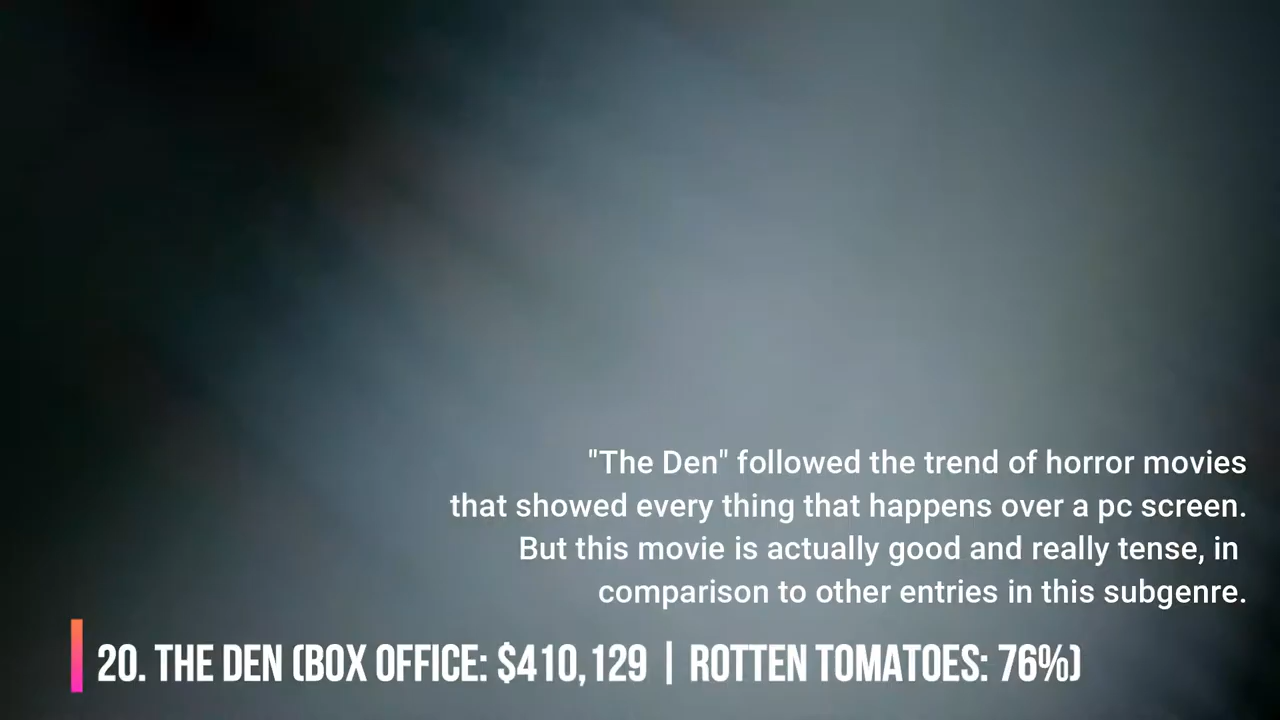 "The Den" followed the trend of horror movies
that showed every thing that happens over a pc screen.
But this movie is actually good and really tense, in
comparison to other entries in this subgenre.
20. THE DEN (BOX OFFICE: $410,129 | ROTTEN TOMATOES: 76%)